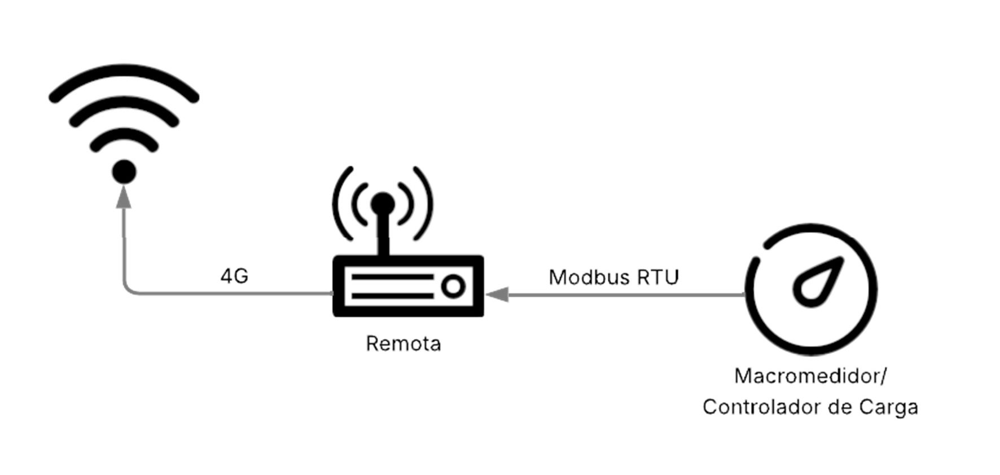 4G
Modbus RTU
Remota
Macromedidor/
Controlador de Carga